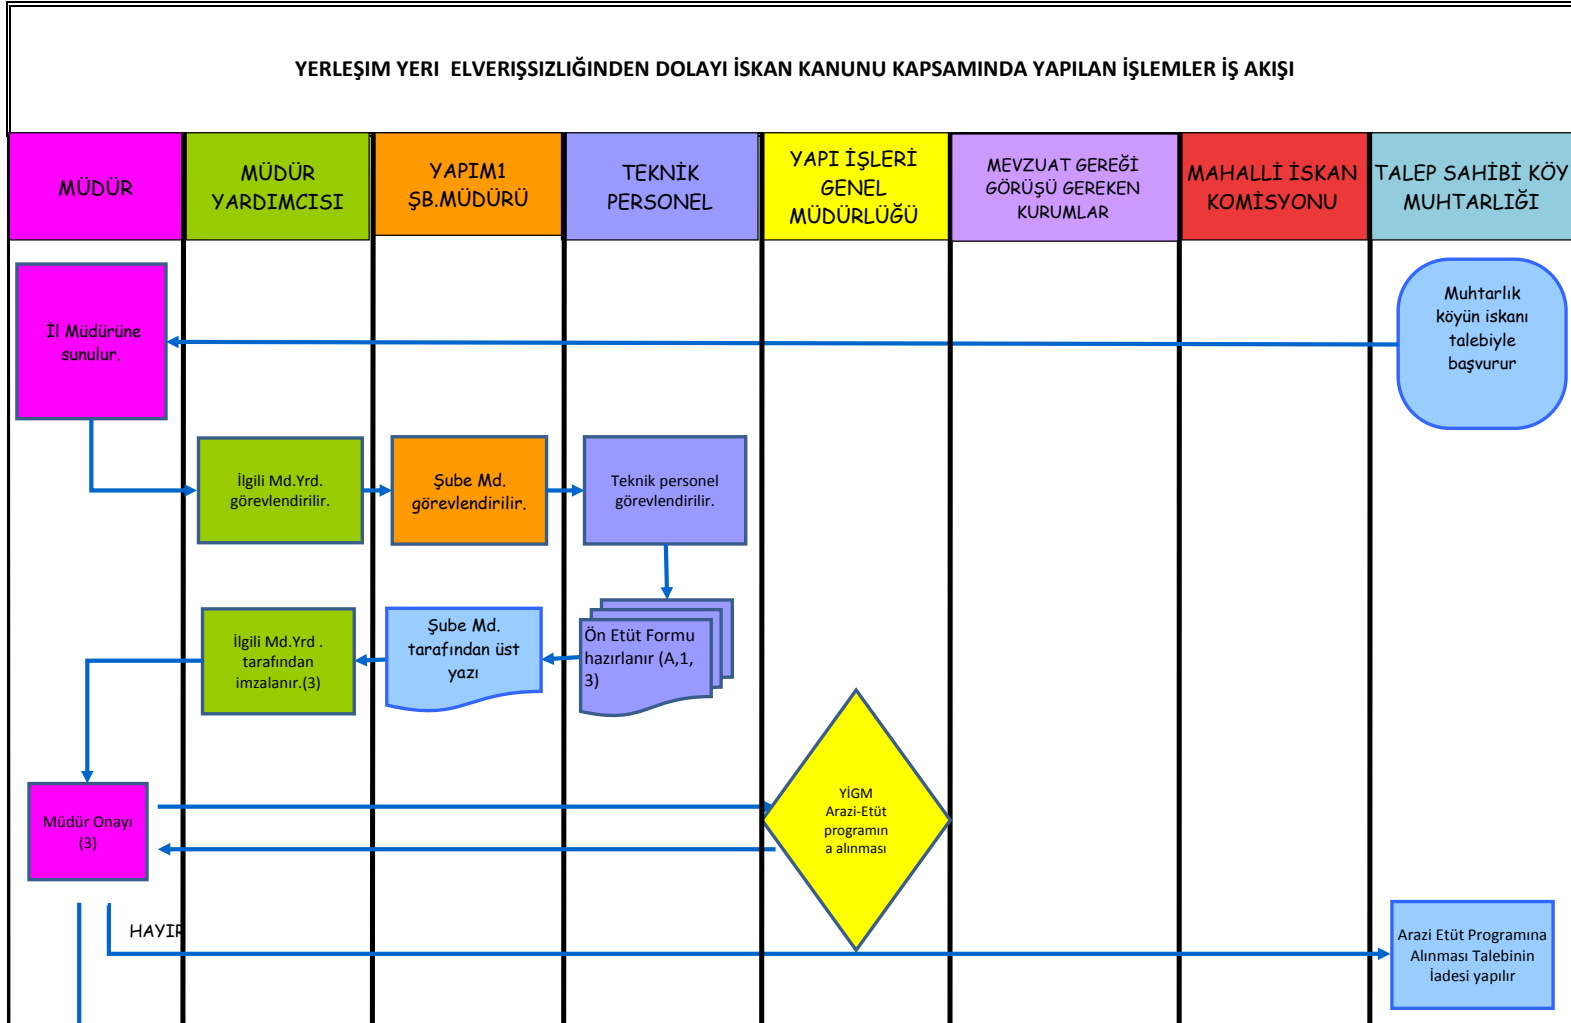 YERLEŞIM YERI  ELVERIŞSIZLIĞINDEN DOLAYI İSKAN KANUNU KAPSAMINDA YAPILAN İŞLEMLER İŞ AKIŞI
MÜDÜR
MÜDÜR
YARDIMCISI
YAPIM1
ŞB.MÜDÜRÜ
TEKNİK
PERSONEL
YAPI İŞLERİ
GENEL
MÜDÜRLÜĞÜ
MEVZUAT GEREĞİ
GÖRÜŞÜ GEREKEN
KURUMLAR
MAHALLİ İSKAN
KOMİSYONU
TALEP SAHİBİ KÖY
MUHTARLIĞI
İl Müdürüne
sunulur.
Muhtarlık
köyün iskanı
talebiyle
başvurur
İlgili Md.Yrd.
görevlendirilir.
Şube Md.
görevlendirilir.
Teknik personel
görevlendirilir.
İlgili Md.Yrd .
tarafından
imzalanır.(3)
Şube Md.
tarafından üst
yazı
Ön Etüt Formu
hazırlanır (A,1,
3)
Müdür Onayı
(3)
YİGM
Arazi-Etüt
programın
a alınması
HAYIR
Arazi Etüt Programına
Alınması Talebinin
İadesi yapılır